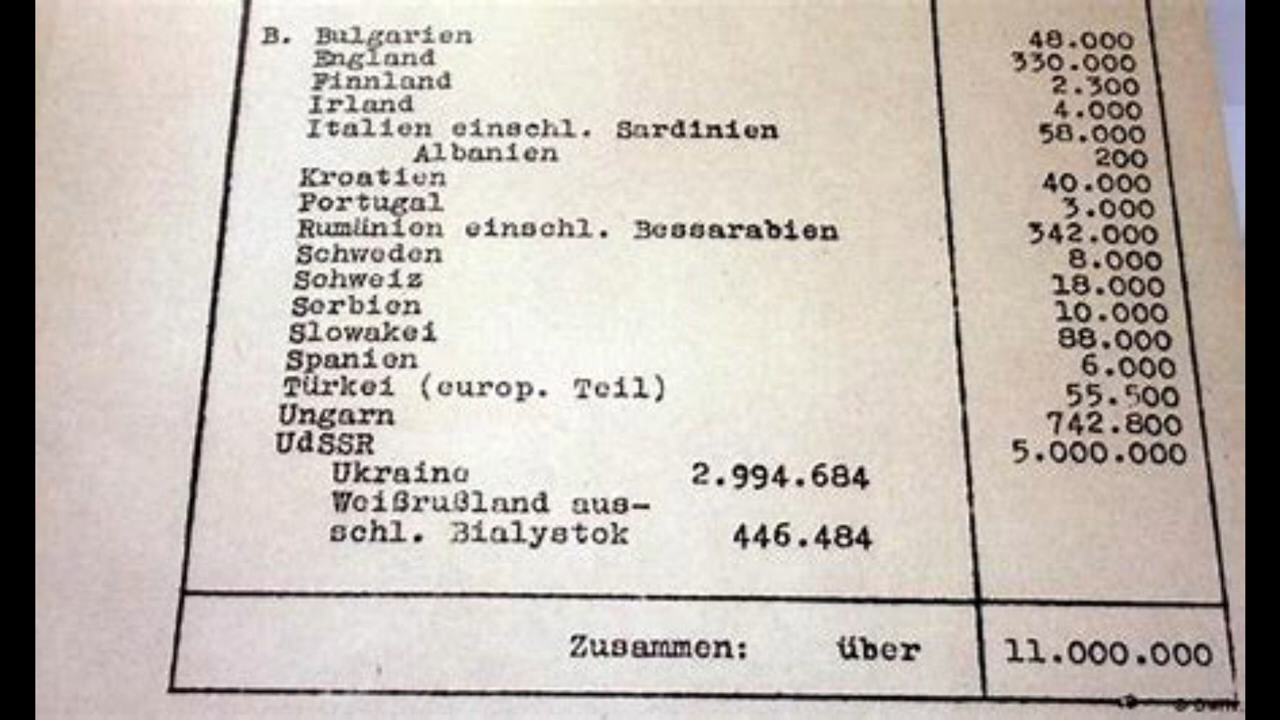 B. Bulgarien 48.000
England 330.000
Finnland 2.300
Irland 4.000
Italien einschl. Sardinien 58.000
Albanien 200
Kroatien 40.000
Portugal 3.000
Rumänien einschl. Bessarabien 342.000
Schweden 8.000
Schweiz 18.000
Serbien 10.000
Slowakei 88.000
Spanien 6.000
Türkei (europ. Teil) 55.500
Ungarn 742.800
UdSSR 5.000.000
Ukraine 2.994.684
Weißrußland aus-
schl. Bialystok 446.484
Zusammen: über 11.000.000